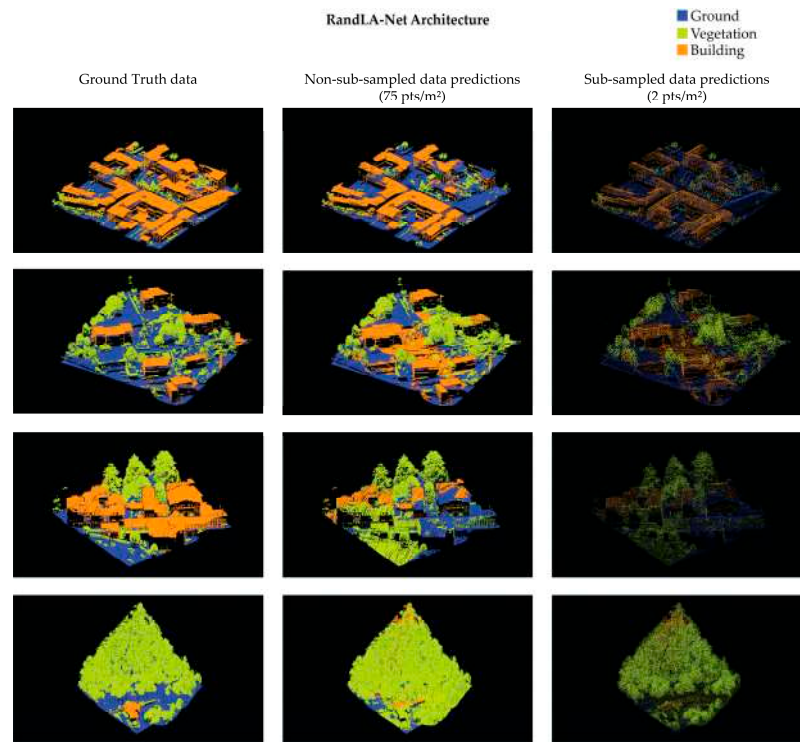 RandLA-Net Architecture
Ground
Vegetation
Building
Ground Truth data
Non-sub-sampled data predictions
(75 pts/m²)
Sub-sampled data predictions
(2 pts/m²)